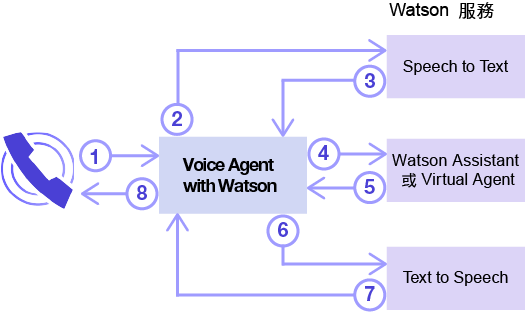 Watson 服務
Speech to Text
2
3
1
Voice Agent
with Watson
4
Watson Assistant
或 Virtual Agent
5
8
6
Text to Speech
7